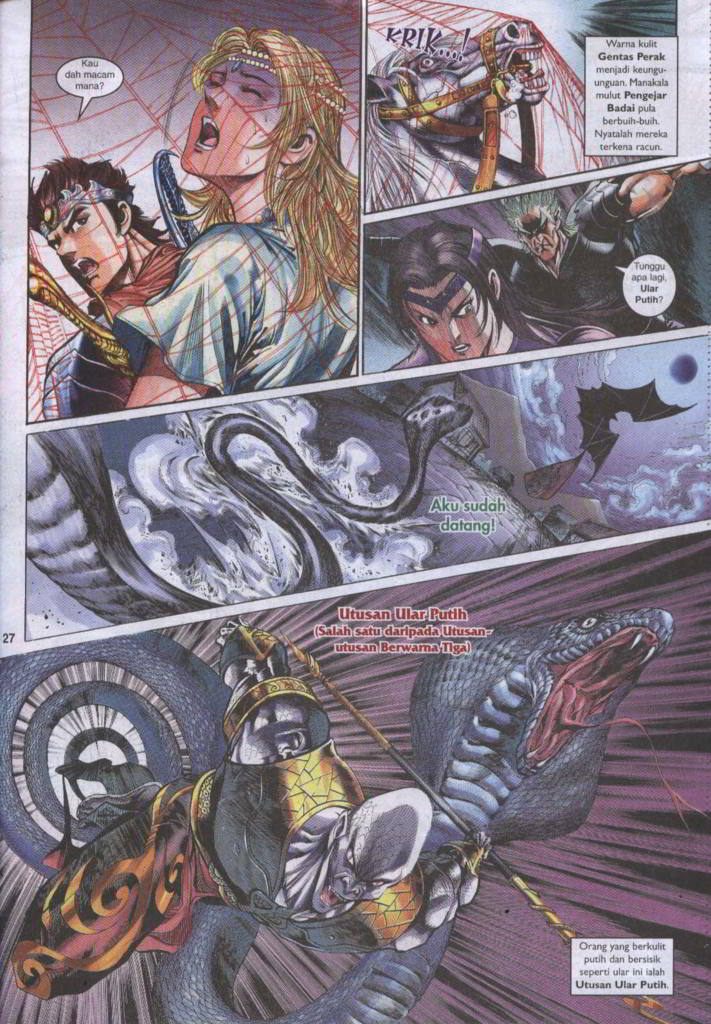 Kau
dah macam
mana?
KRIK...!
Warna kulit
Gentas Perak
menjadi keungu-
unguan. Manakala
mulut Pengejar
Badai pula
berbuih-buih.
Nyatalah mereka
terkena racun.
Tunggu
apa lagi,
Ular
Putih?
Aku sudah
datang!
27
Utusan Ular Putih
(Salah satu daripada Utusan-
utusan Berwarna Tiga)
Orang yang berkulit
putih dan bersisik
seperti ular ini ialah
Utusan Ular Putih.